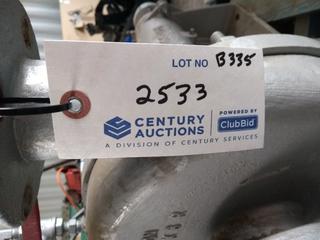 LOT NO B335
2533
CENTURY AUCTIONS
POWERED BY ClubBid
A DIVISION OF CENTURY SERVICES